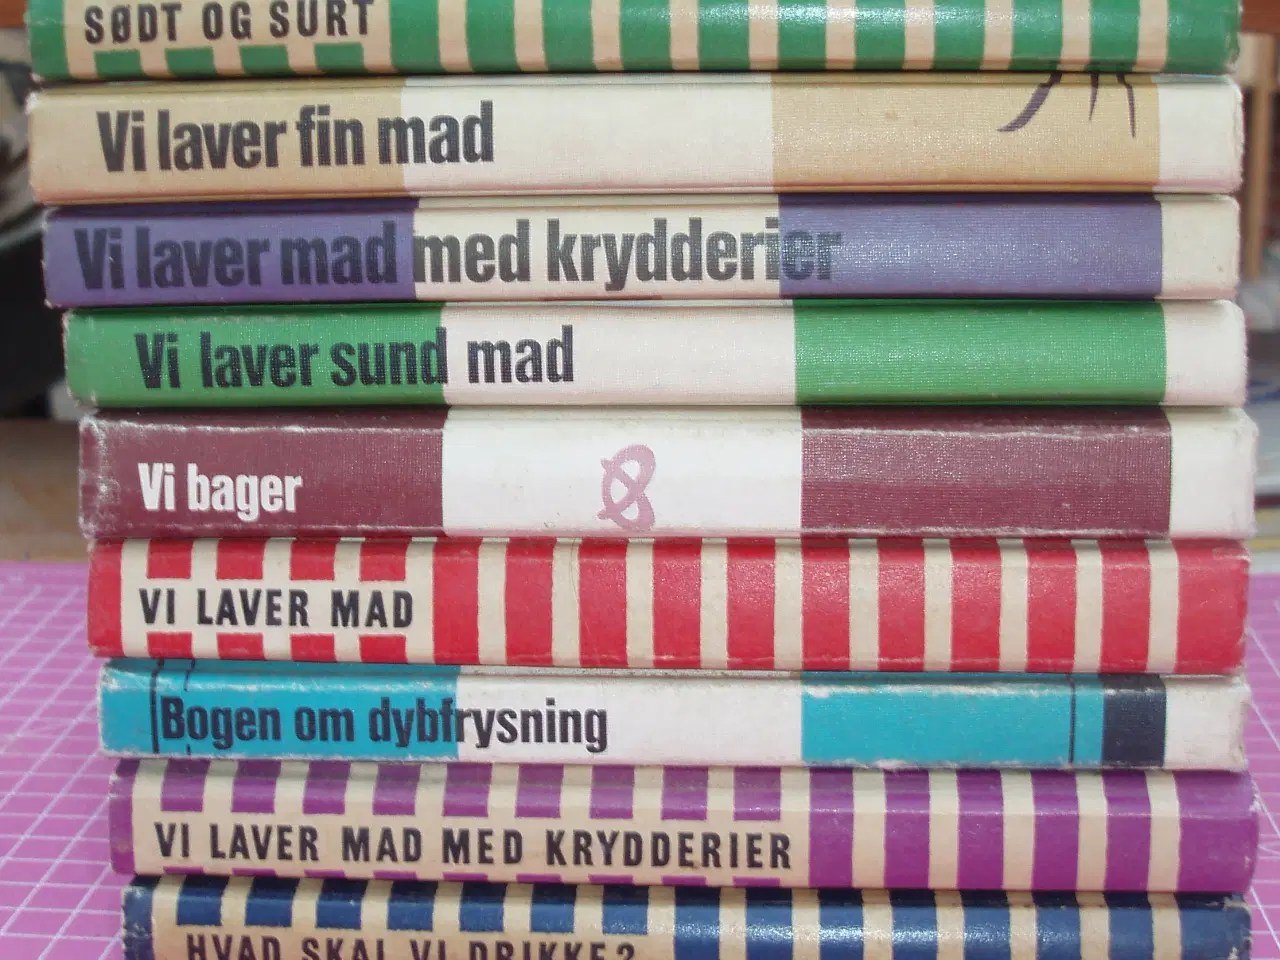 SØDT OG SURT
Vi laver fin mad
Vi laver mad med krydderier
Vi laver sund mad
Vi bager
VI LAVER MAD
Bogen om dybfrysning
VI LAVER MAD MED KRYDDERIER
HVAD SKAL VI DRIKKE?